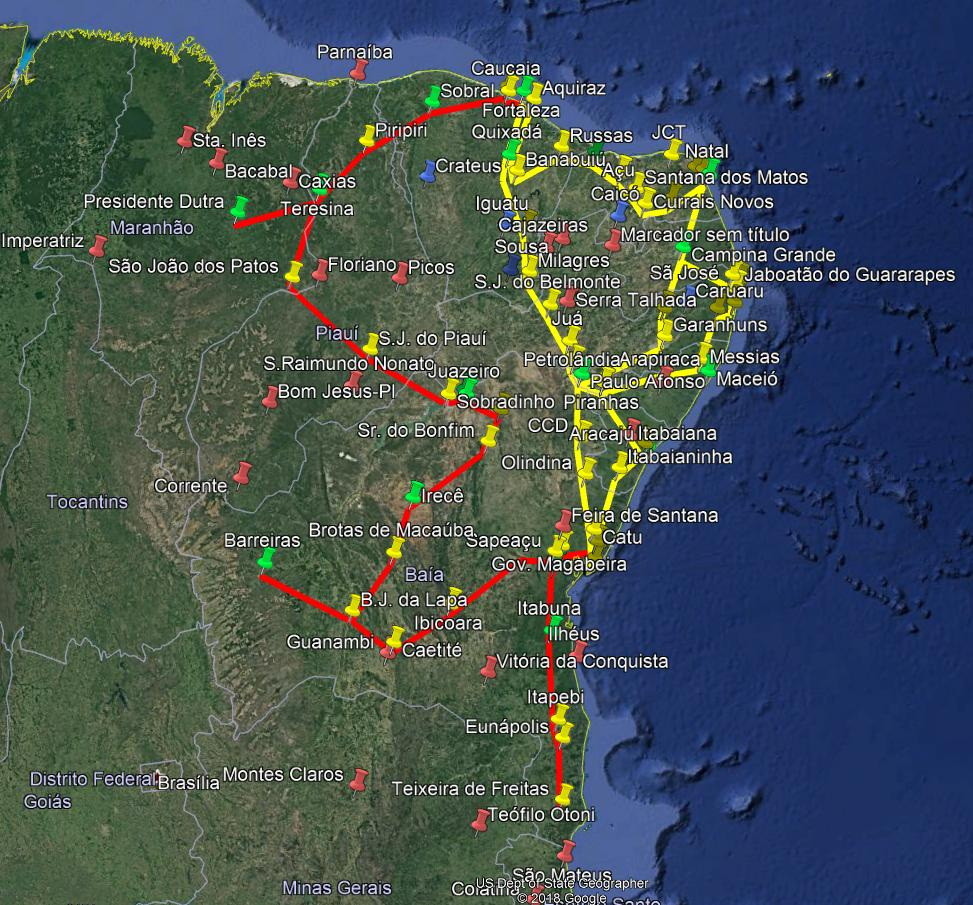 Parnaíba
Caucaia
Sobral
Aquiraz
Fortaleza
Quixadá
Russas
JCT
Piripiri
Sta. Inês
Natal
Banabuiú
Crateus
Açu
Bacabal
Caxias
Santana dos Matos
Caicó
Currais Novos
Presidente Dutra
Teresina
Iguatu
Maranhão
Cajazeiras
Marcador sem título
Imperatriz
Sousa
Campina Grande
Milagres
São João dos Patos
Floriano
Picos
Sã José
Jaboatão do Guararapes
S.J. do Belmonte
Serra Talhada
Caruaru
Juá
Garanhuns
Piauí
S.J. do Piauí
Petrolândia
Arapiraca
Messias
S.Raimundo Nonato
Juazeiro
Paulo Afonso
Maceió
Bom Jesus-PI
Sobradinho
Piranhas
CCD
Sr. do Bonfim
Aracajú
Itabaiana
Itabaianinha
Olindina
Corrente
Irecê
Tocantins
Feira de Santana
Brotas de Macaúba
Barreiras
Sapeaçu
Catu
Gov. Magabeira
Baía
B.J. da Lapa
Itabuna
Ibicoara
Ilhéus
Guanambi
Caetité
Vitória da Conquista
Itapebi
Eunápolis
Distrito Federal
Brasília
Montes Claros
Teixeira de Freitas
Goiás
Teófilo Otoni
São Mateus
Minas Gerais
Colatina
US Dept of State Geographer
© 2018 Google
Santo